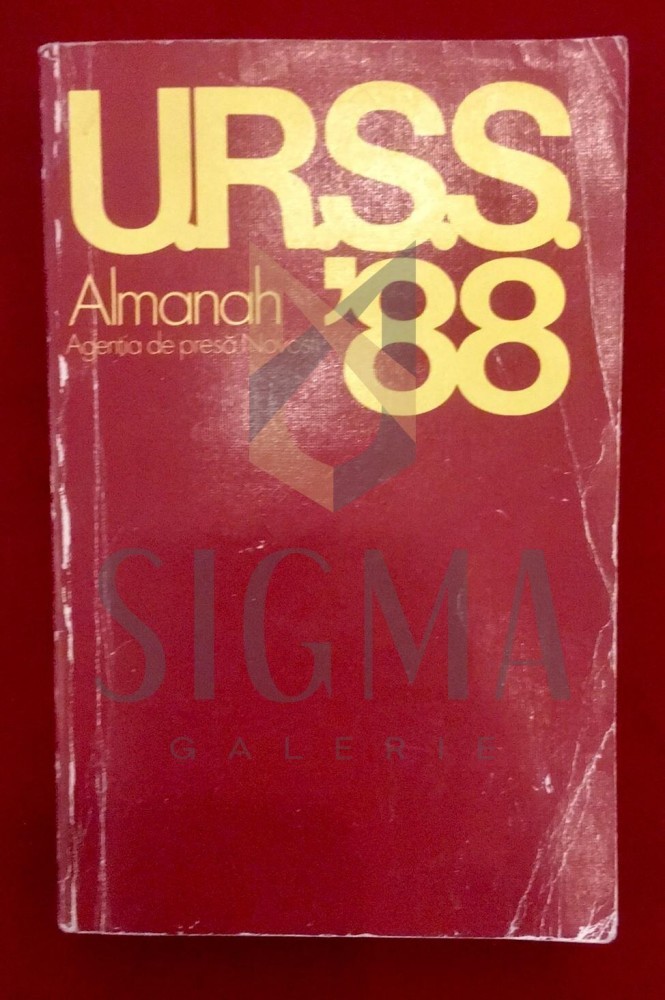 U.R.S.S.
'88
Almanah
Agenția de presă Novosti
SIGMA
GALERIE